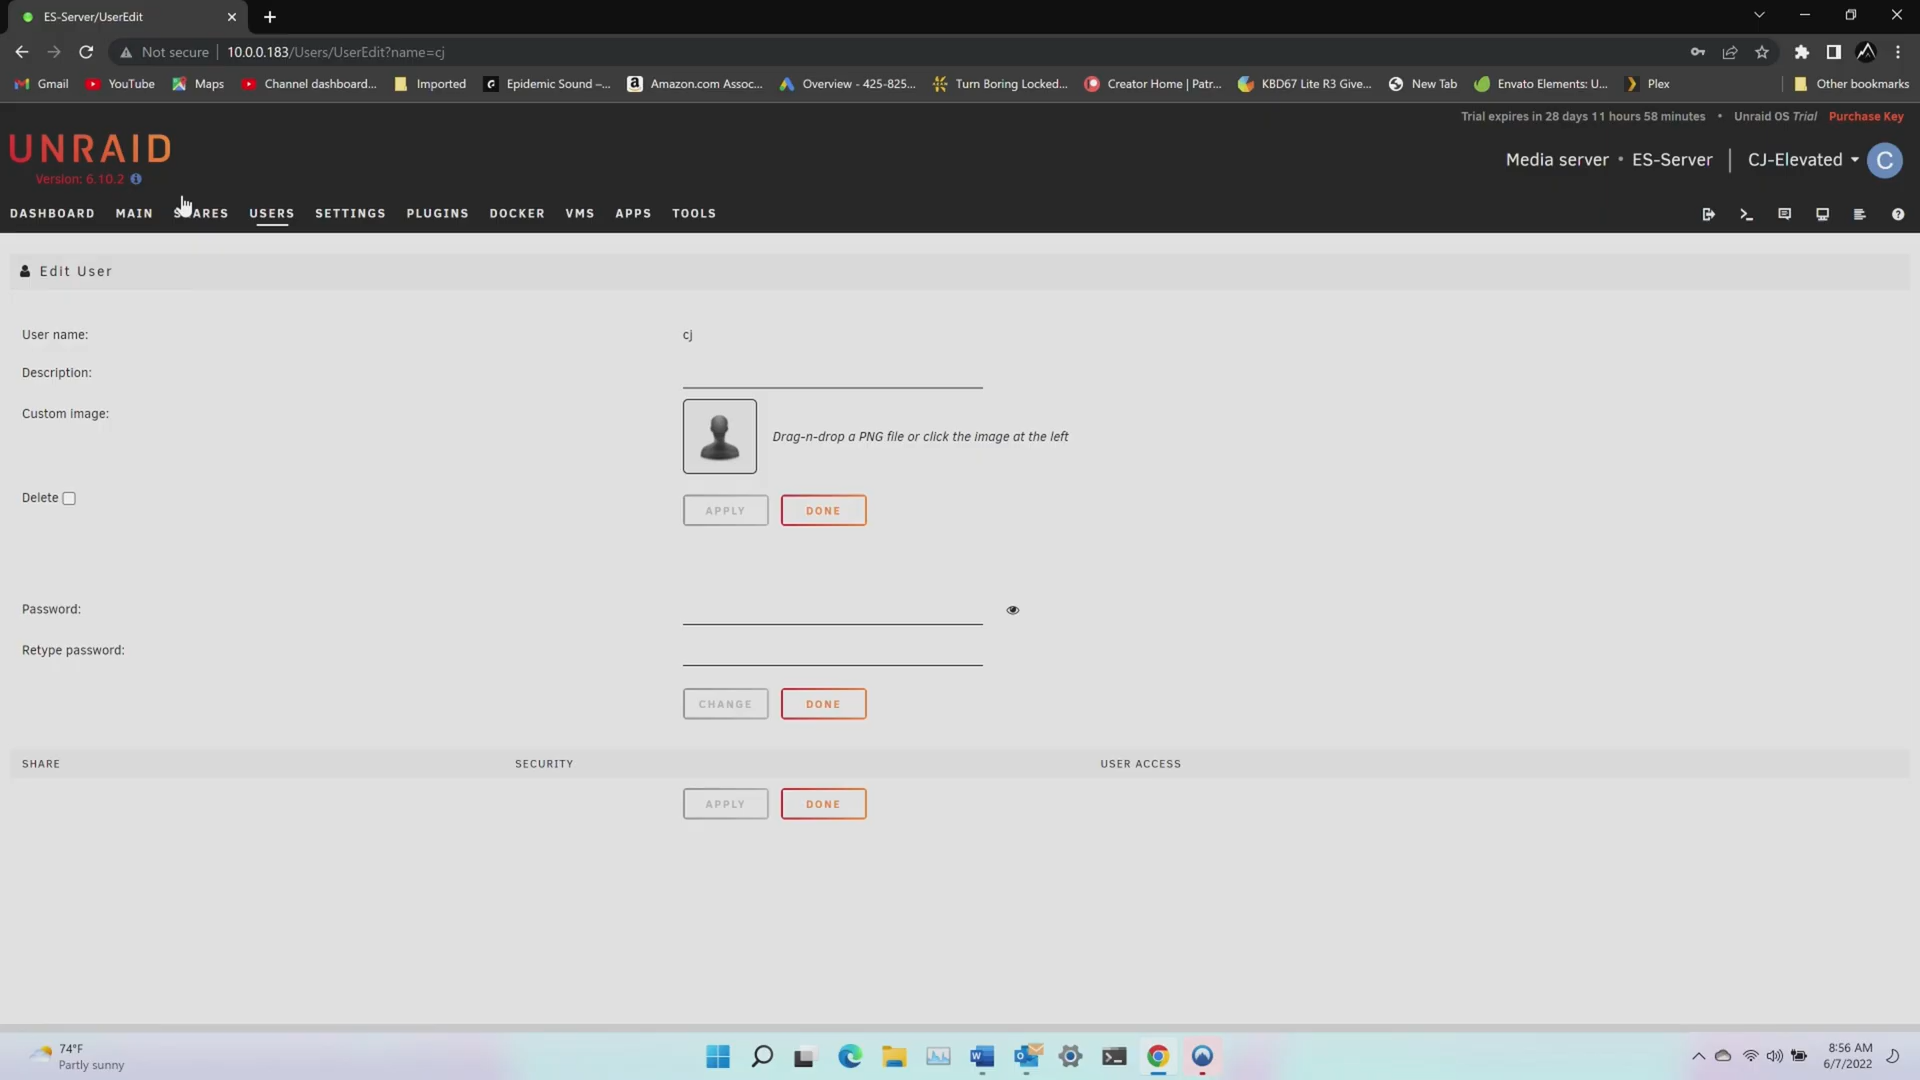 ES-Server/UserEdit
Not secure 10.0.0.183/Users/UserEdit?name=cj
Gmail YouTube Maps Channel dashboard... Imported Epidemic Sound –... Amazon.com Assoc... Overview - 425-825... Turn Boring Locked... Creator Home | Patr... KBD67 Lite R3 Give... New Tab Envato Elements: U... Plex Other bookmarks
Trial expires in 28 days 11 hours 58 minutes • Unraid OS Trial Purchase Key
UNRAID
Version: 6.10.2
Media server • ES-Server | CJ-Elevated C
DASHBOARD MAIN SHARES USERS SETTINGS PLUGINS DOCKER VMS APPS TOOLS
Edit User
User name: cj
Description:
Custom image: Drag-n-drop a PNG file or click the image at the left
Delete APPLY DONE
Password:
Retype password:
CHANGE DONE
SHARE SECURITY USER ACCESS
APPLY DONE
74°F
Partly sunny
8:56 AM
6/7/2022